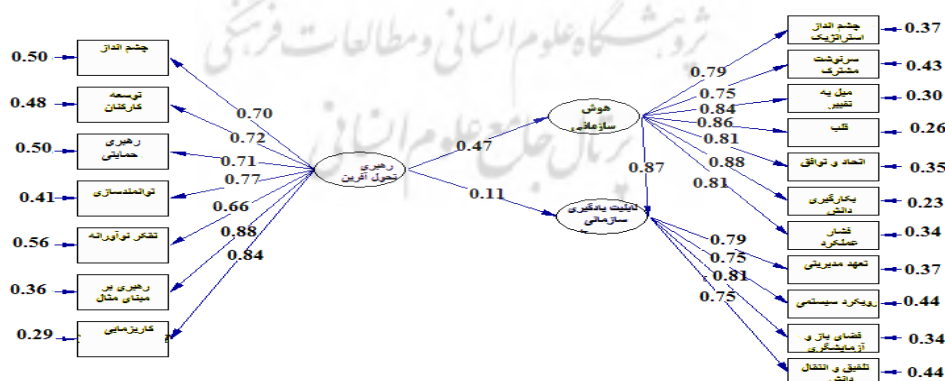 پژوهشگاه علوم انسانی و مطالعات فرهنگی
پرتال جامع علوم انسانی
0.50
چشم انداز
0.48
توسعه
کارکنان
0.50
رهبری
حمایتی
0.41
توانمندسازی
0.56
تفکر نوآورانه
0.36
رهبری بر
مبنای مثال
0.29
کاریزمایی
0.70
0.72
0.71
0.77
0.66
0.88
0.84
رهبری
تحول آفرین
0.47
0.11
هوش
سازمانی
0.87
قابلیت یادگیری
سازمانی
0.79
0.75
0.84
0.86
0.81
0.88
0.81
0.79
0.75
0.81
0.75
چشم انداز
استراتژیک
0.37
سرنوشت
مشترک
0.43
میل به
تغییر
0.30
قلب
0.26
اتحاد و توافق
0.35
بکارگیری
دانش
0.23
فشار
عملکرد
0.34
تعهد مدیریتی
0.37
رویکرد سیستمی
0.44
فضای باز و
آزمایشگری
0.34
تلفیق و انتقال
دانش
0.44